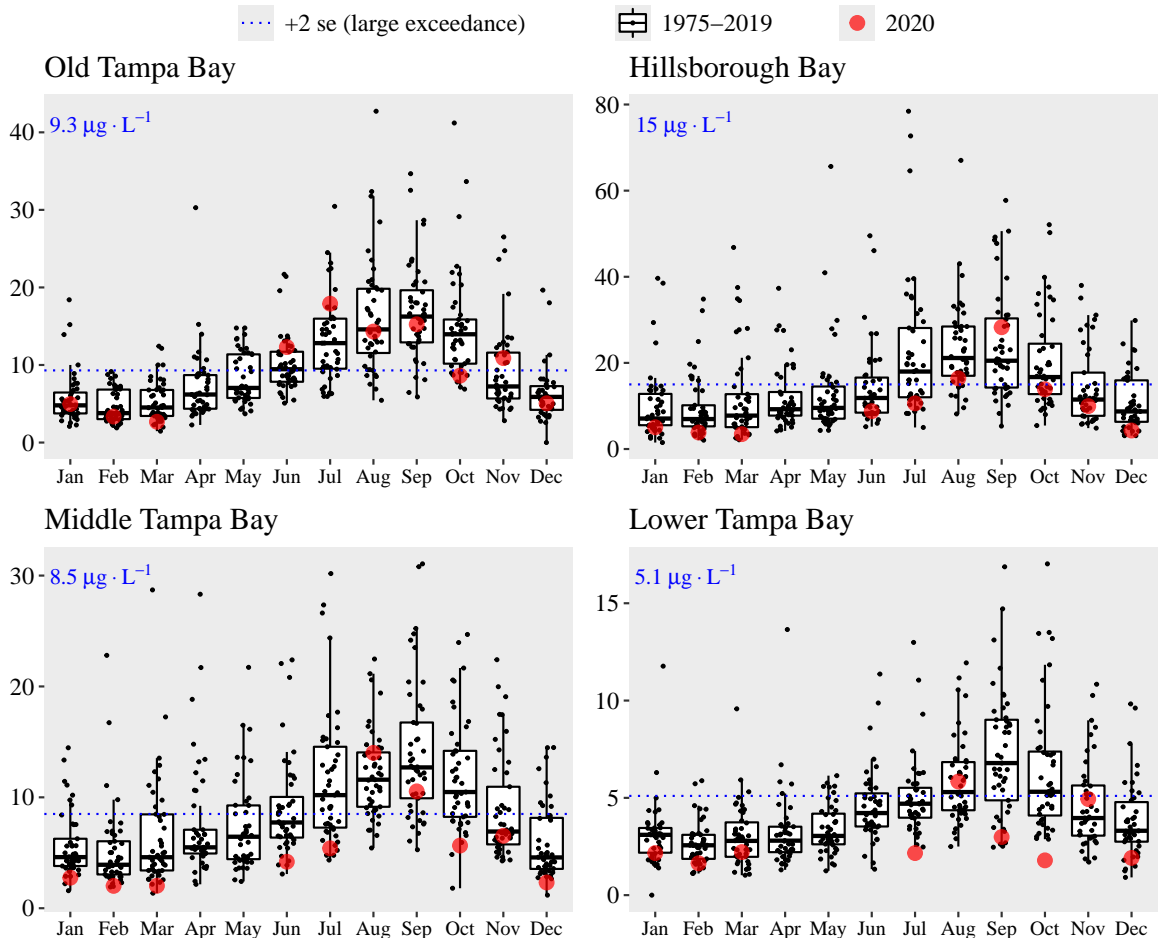 +2 se (large exceedance) 1975–2019 2020
Old Tampa Bay
9.3 μg · L⁻¹
40
30
20
10
0
Jan Feb Mar Apr May Jun Jul Aug Sep Oct Nov Dec
Hillsborough Bay
15 μg · L⁻¹
80
60
40
20
0
Jan Feb Mar Apr May Jun Jul Aug Sep Oct Nov Dec
Middle Tampa Bay
8.5 μg · L⁻¹
30
20
10
0
Jan Feb Mar Apr May Jun Jul Aug Sep Oct Nov Dec
Lower Tampa Bay
5.1 μg · L⁻¹
15
10
5
0
Jan Feb Mar Apr May Jun Jul Aug Sep Oct Nov Dec